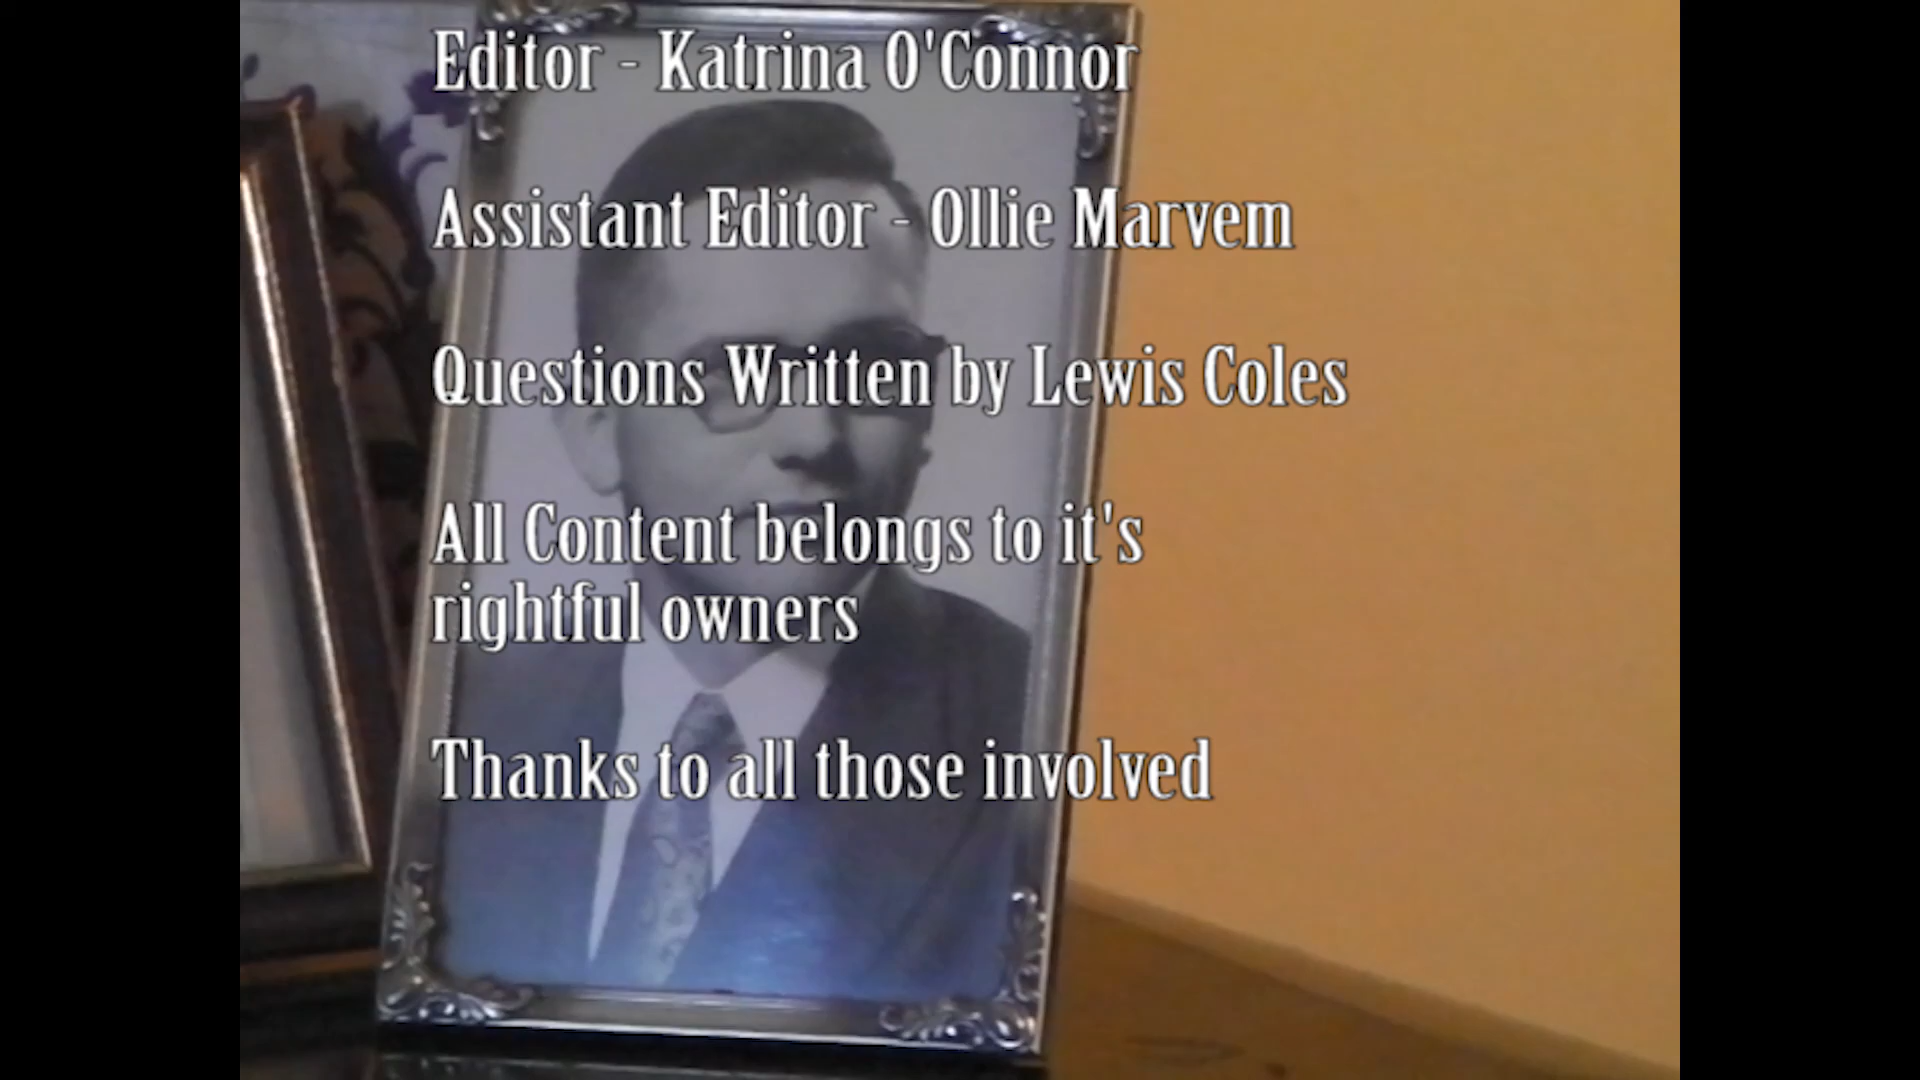 Editor - Katrina O'Connor
Assistant Editor - Ollie Marvem
Questions Written by Lewis Coles
All Content belongs to it's
rightful owners
Thanks to all those involved